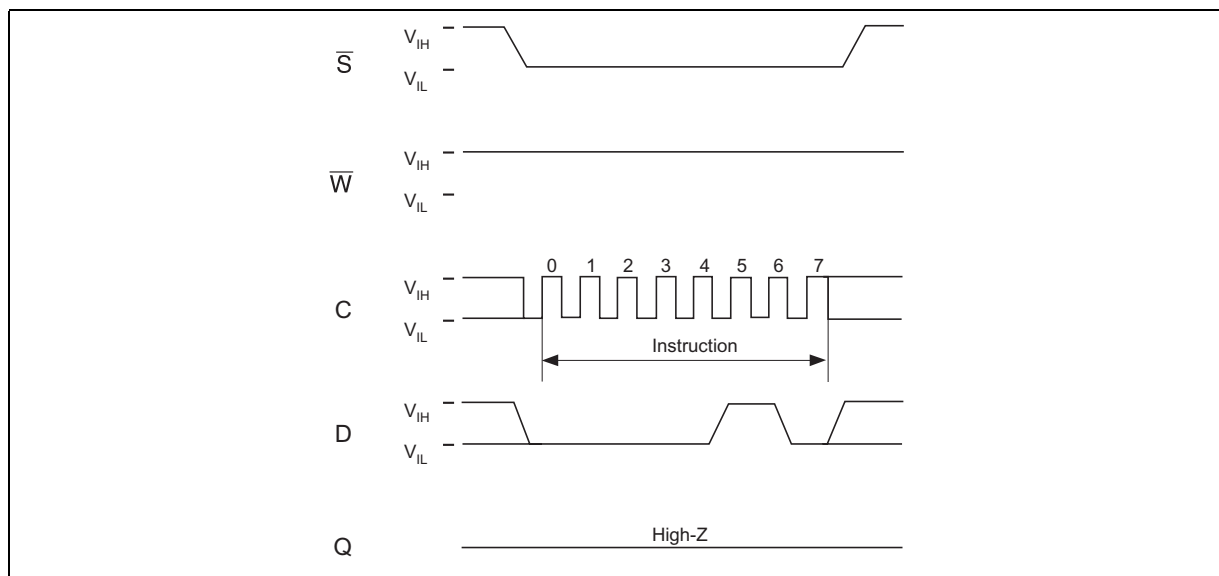 V_IH
S̅
V_IL
V_IH
W̅
V_IL
0 1 2 3 4 5 6 7
V_IH
C
V_IL
Instruction
V_IH
D
V_IL
High-Z
Q